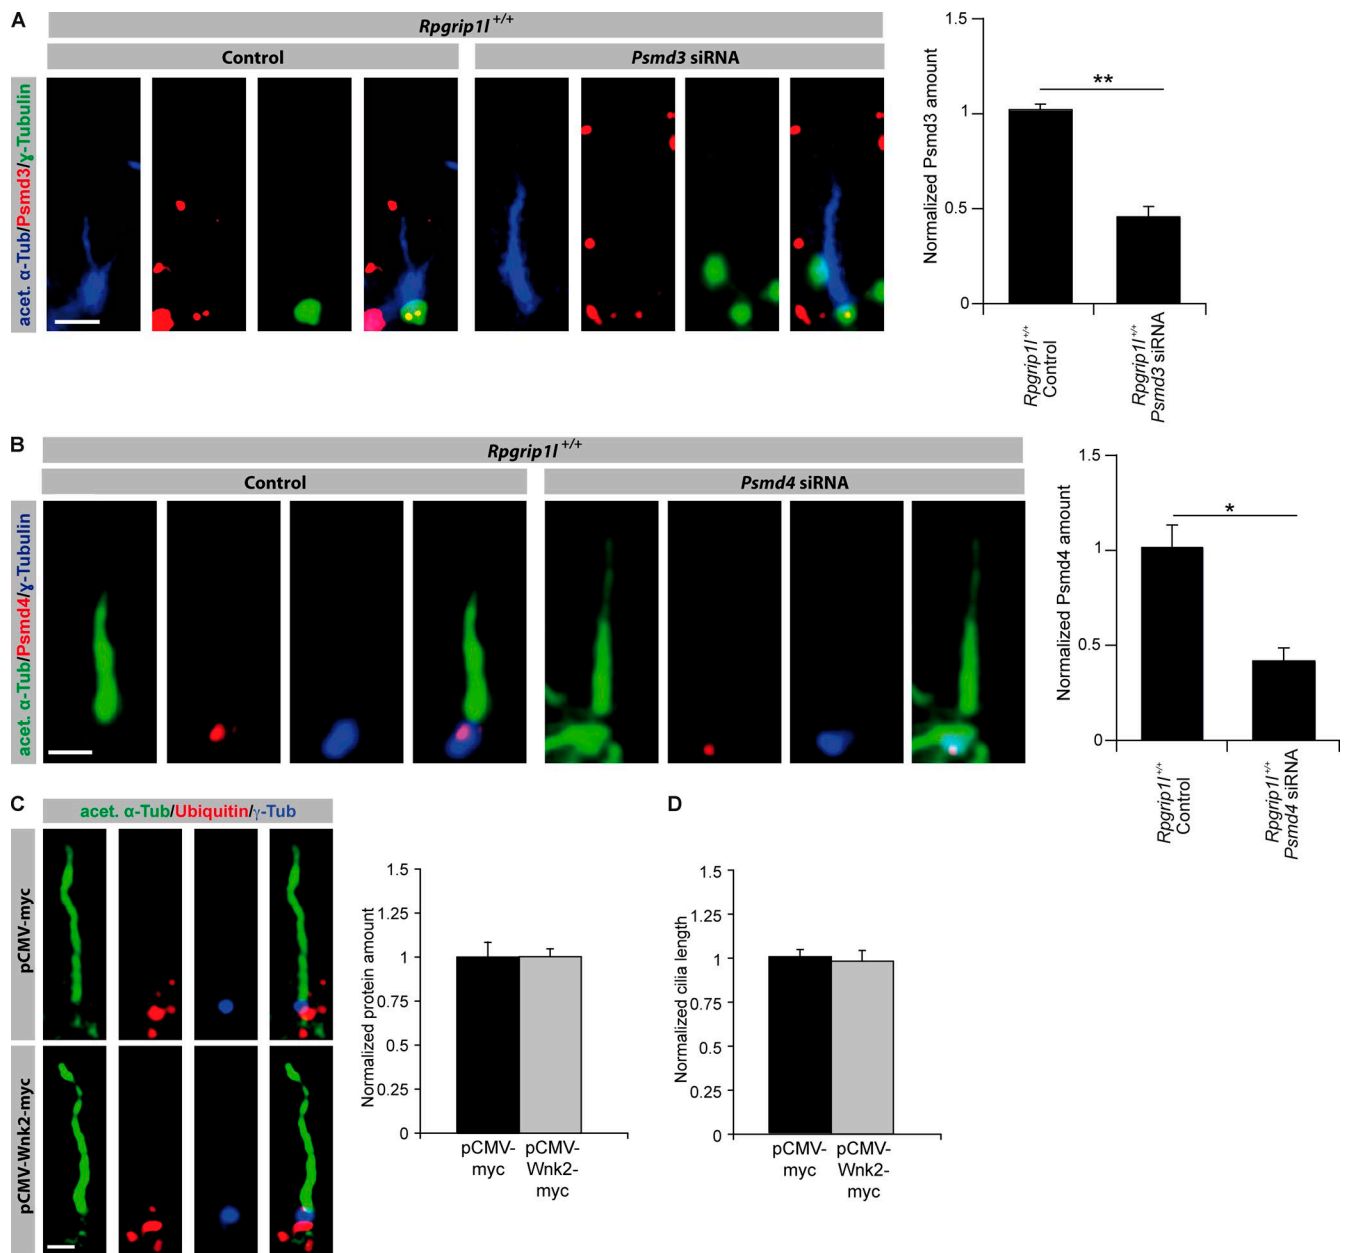 A
Rpgrip1l +/+
Control
Psmd3 siRNA
acet. α-Tub/Psmd3/γ-Tubulin
Normalized Psmd3 amount
1.5
1
0.5
0
**
Rpgrip1l+/+
Control
Rpgrip1l+/+
Psmd3 siRNA
B
Rpgrip1l +/+
Control
Psmd4 siRNA
acet. α-Tub/Psmd4/γ-Tubulin
Normalized Psmd4 amount
1.5
1
0.5
0
*
Rpgrip1l+/+
Control
Rpgrip1l+/+
Psmd4 siRNA
C
acet. α-Tub/Ubiquitin/γ-Tub
pCMV-myc
pCMV-Wnk2-myc
Normalized protein amount
1.5
1.25
1
0.75
0.5
0.25
0
pCMV-
myc
pCMV-
Wnk2-
myc
D
Normalized cilia length
1.5
1.25
1
0.75
0.5
0.25
0
pCMV-
myc
pCMV-
Wnk2-
myc